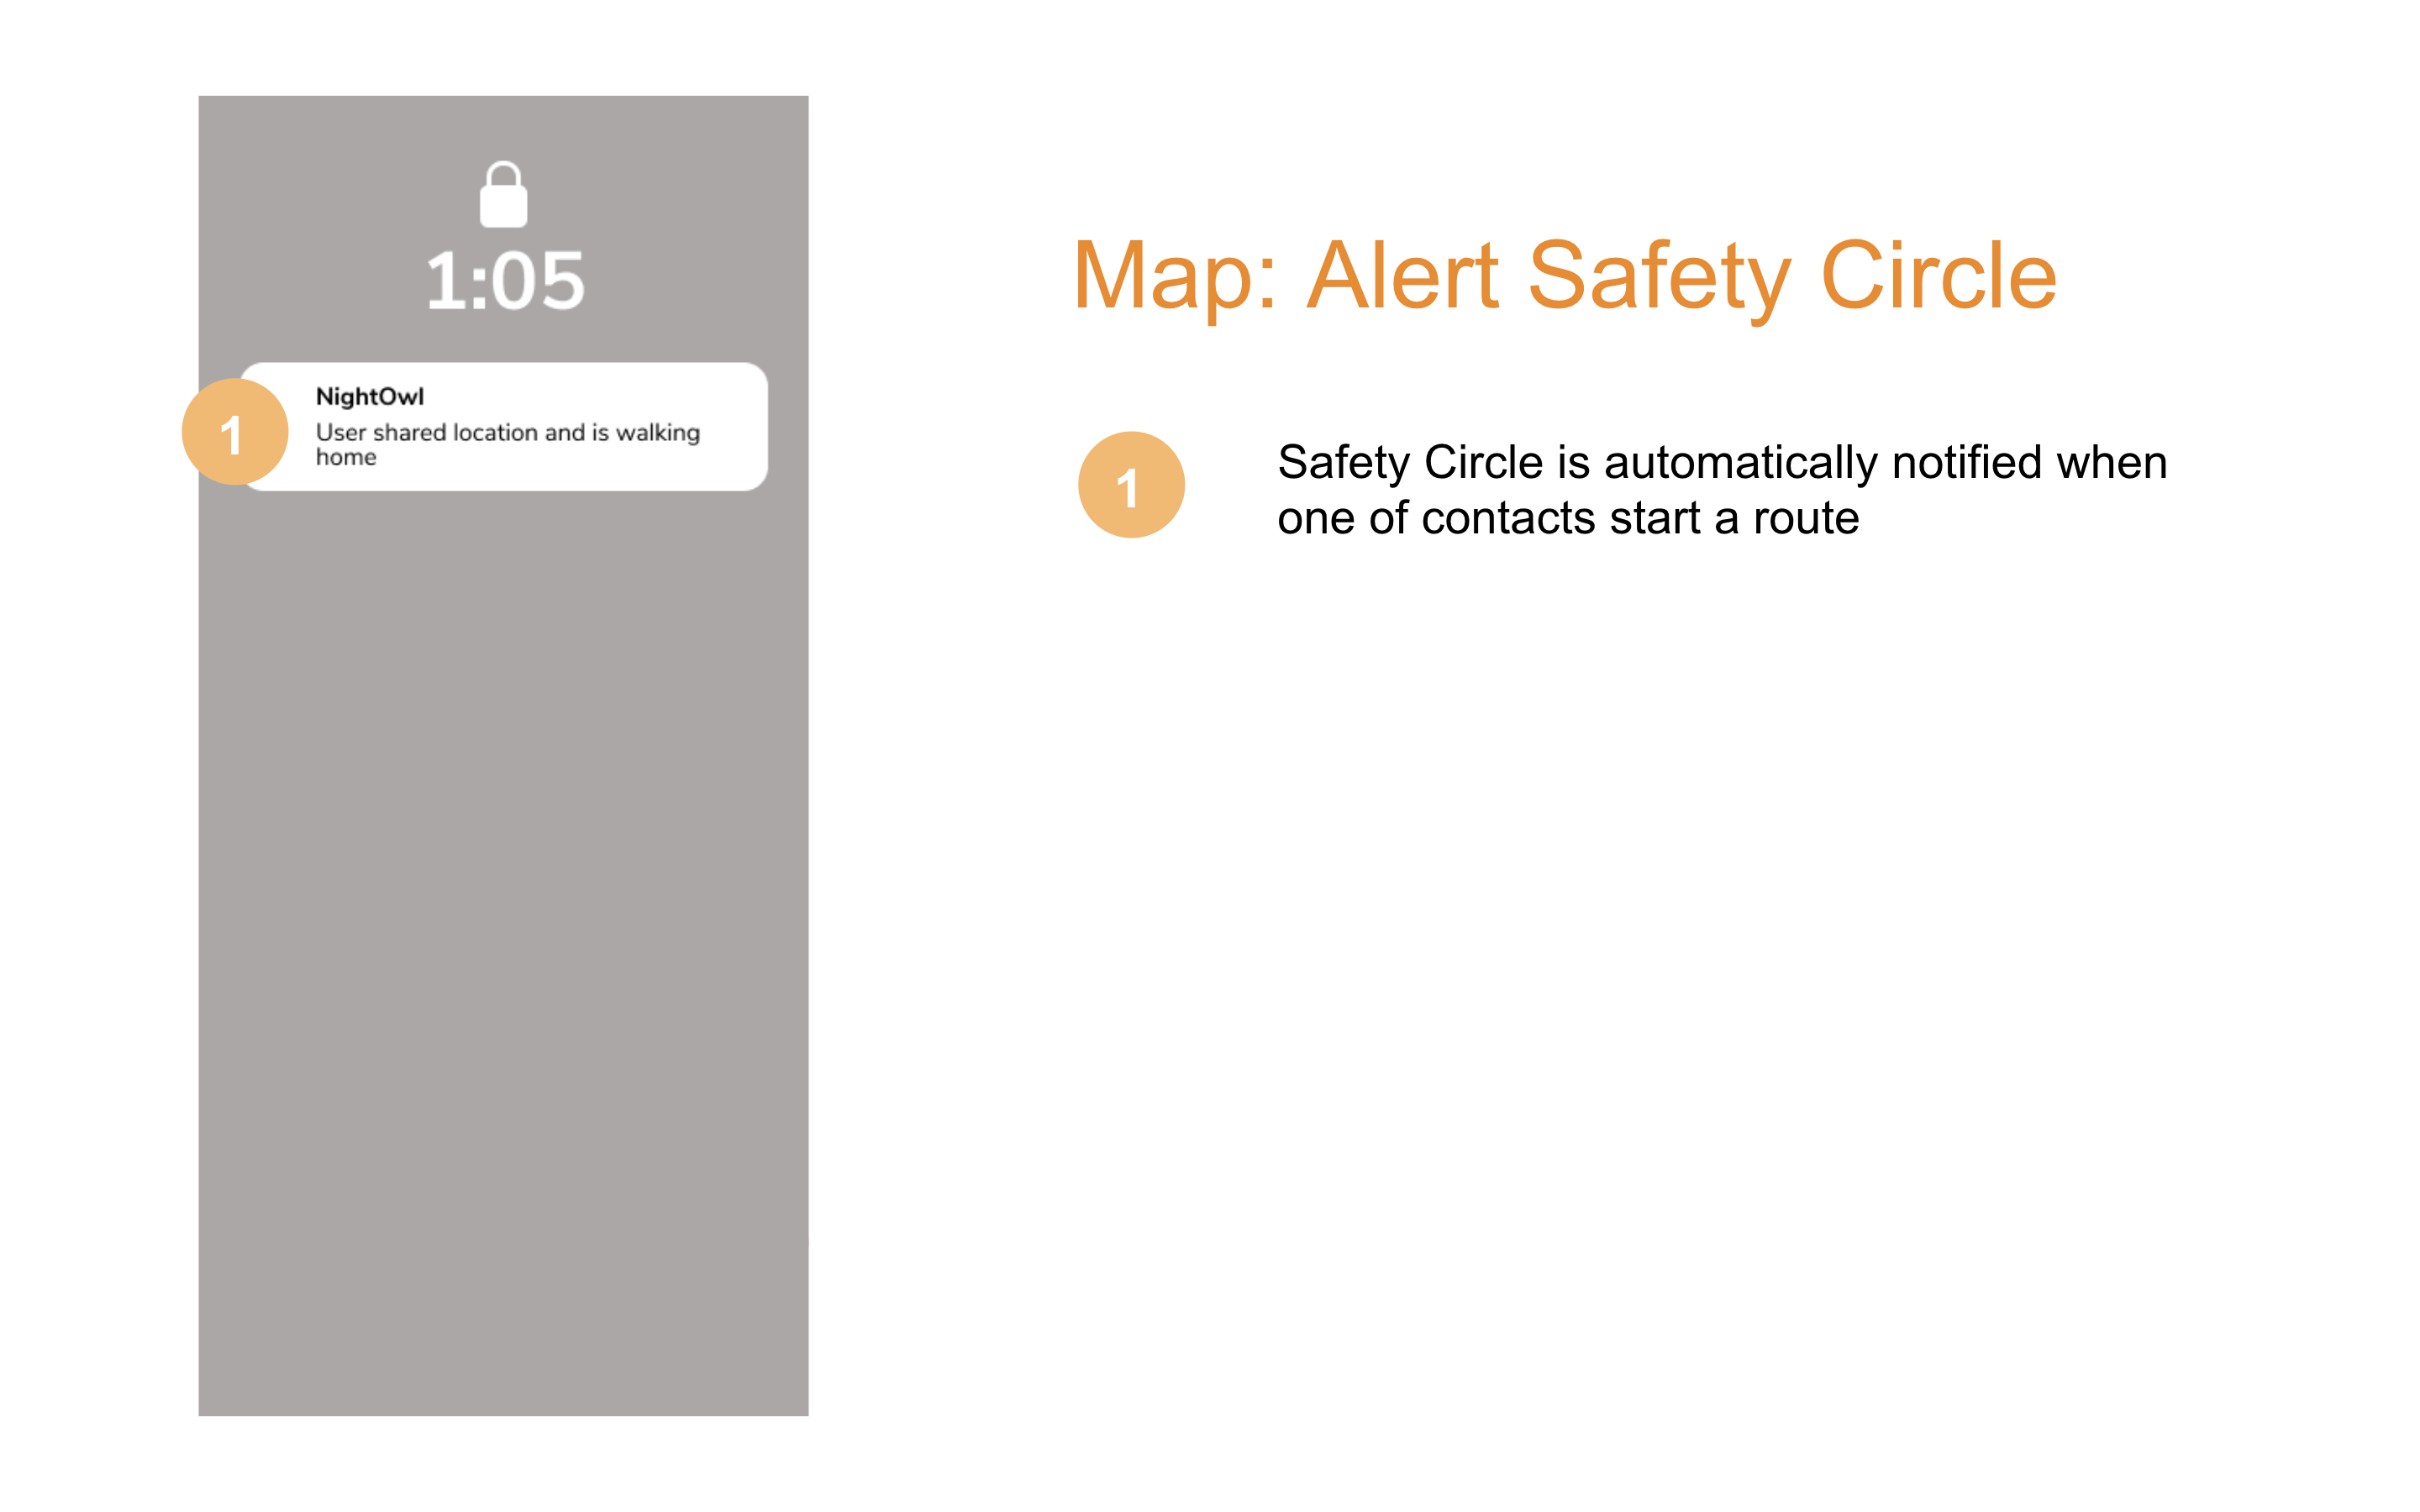 1:05
1
NightOwl
User shared location and is walking
home
Map: Alert Safety Circle
1
Safety Circle is automatically notified when
one of contacts start a route